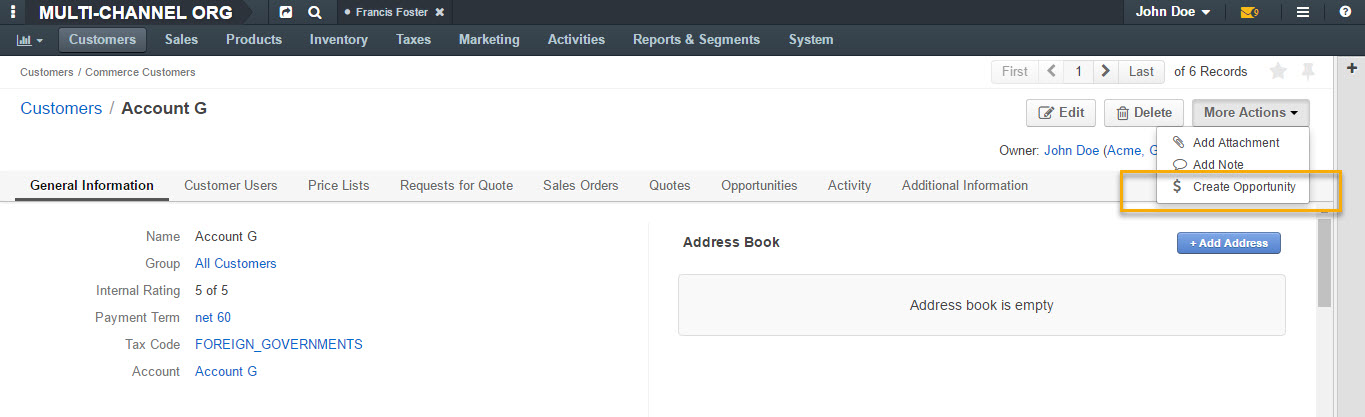 MULTI-CHANNEL ORG Francis Foster John Doe 9
Customers Sales Products Inventory Taxes Marketing Activities Reports & Segments System
Customers / Commerce Customers First 1 Last of 6 Records
Customers / Account G Edit Delete More Actions
Owner: John Doe (Acme, G
Add Attachment
Add Note
Create Opportunity
General Information Customer Users Price Lists Requests for Quote Sales Orders Quotes Opportunities Activity Additional Information
Name Account G
Group All Customers
Internal Rating 5 of 5
Payment Term net 60
Tax Code FOREIGN_GOVERNMENTS
Account Account G
Address Book + Add Address
Address book is empty